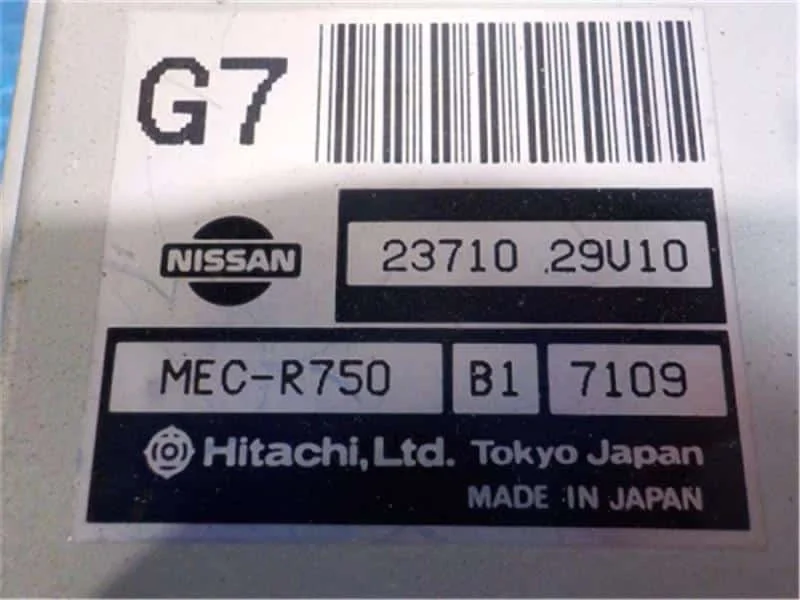 G7
NISSAN
23710 29V10
MEC-R750 B1 7109
Hitachi, Ltd. Tokyo Japan
MADE IN JAPAN